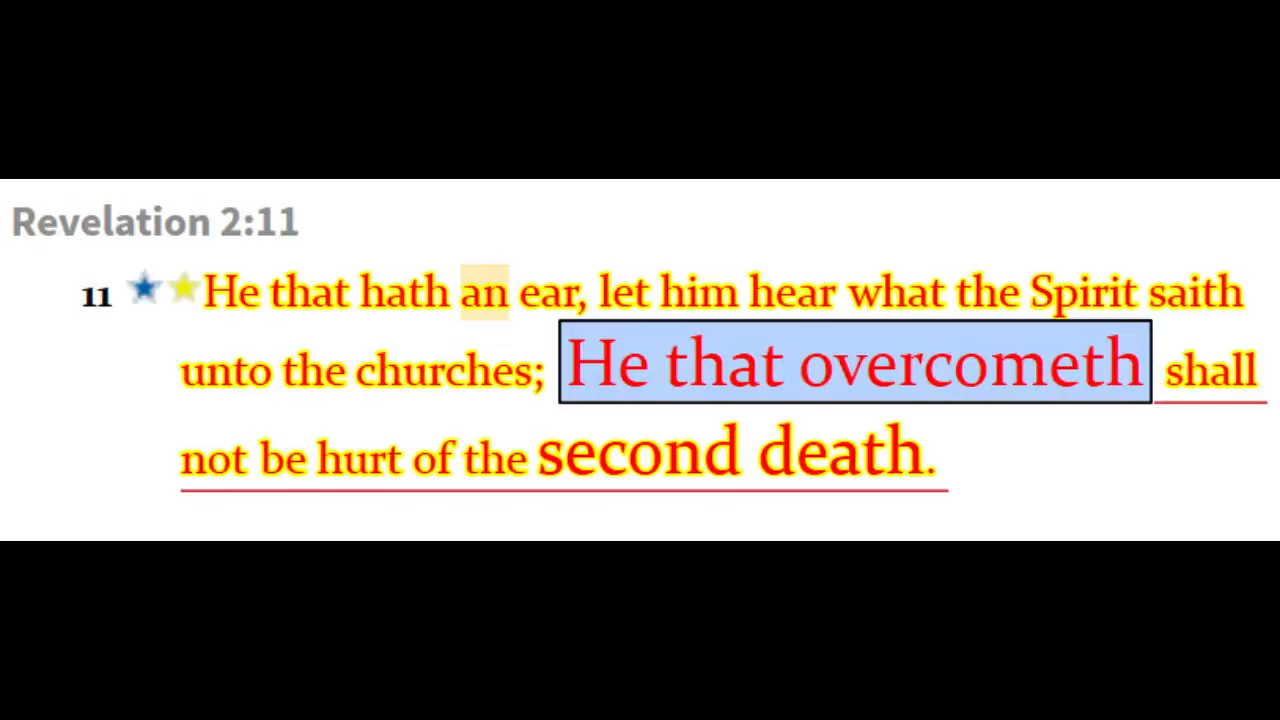 Revelation 2:11
11 He that hath an ear, let him hear what the Spirit saith
unto the churches; He that overcometh shall
not be hurt of the second death.